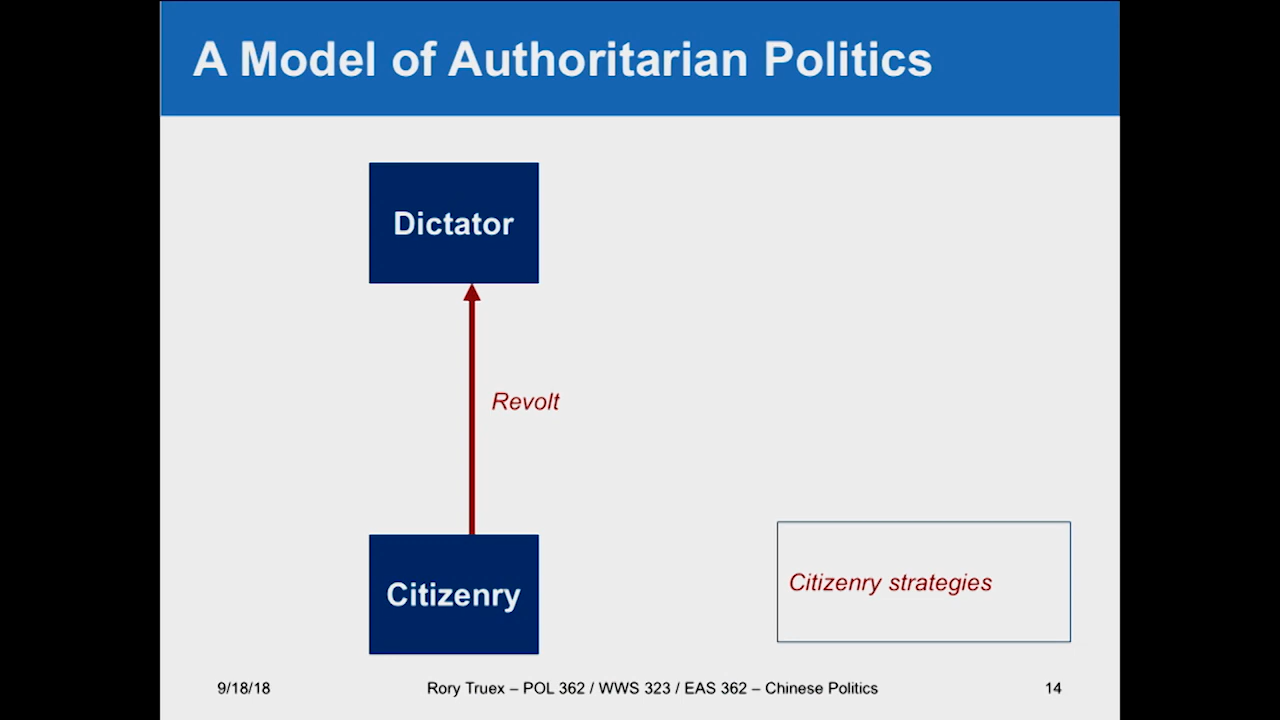 A Model of Authoritarian Politics
Dictator
Revolt
Citizenry
Citizenry strategies
9/18/18
Rory Truex – POL 362 / WWS 323 / EAS 362 – Chinese Politics
14